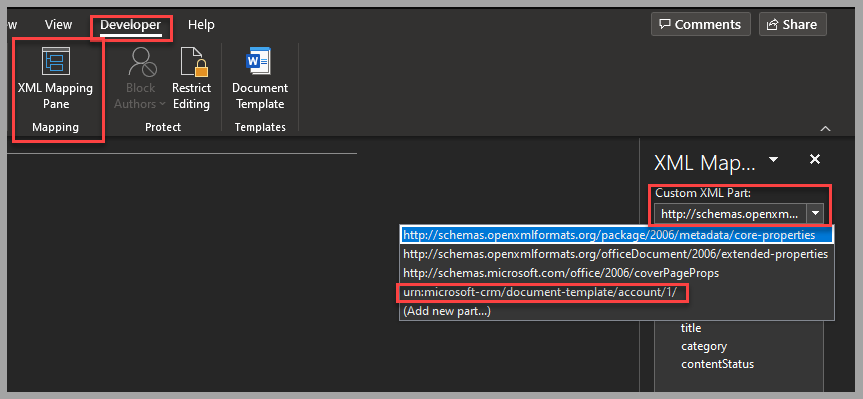 w View Developer Help
Comments Share
XML Mapping
Pane
Block
Authors
Restrict
Editing
Document
Template
Mapping Protect Templates
XML Map...
Custom XML Part:
http://schemas.openxm...
http://schemas.openxmlformats.org/package/2006/metadata/core-properties
http://schemas.openxmlformats.org/officeDocument/2006/extended-properties
http://schemas.microsoft.com/office/2006/coverPageProps
urn:microsoft-crm/document-template/account/1/
(Add new part...)
title
category
contentStatus